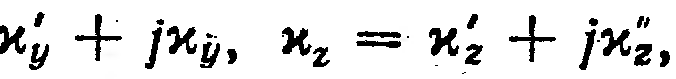 ϰ′_y + jϰ″_y, ϰ_z = ϰ′_z + jϰ″_z,